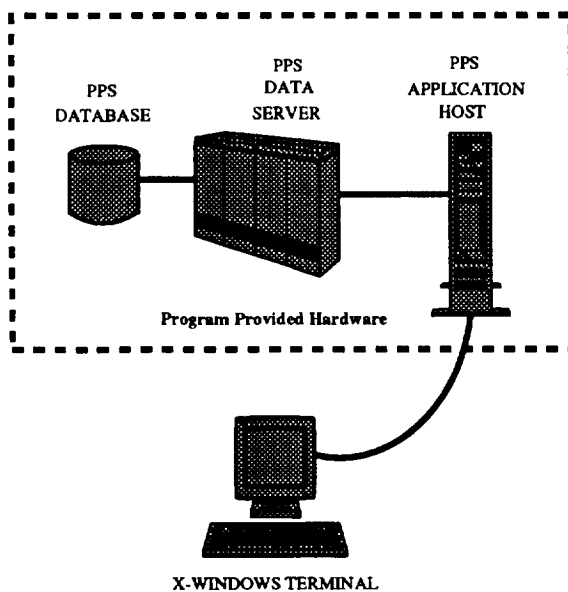 PPS
DATABASE
PPS
DATA
SERVER
PPS
APPLICATION
HOST
Program Provided Hardware
X-WINDOWS TERMINAL